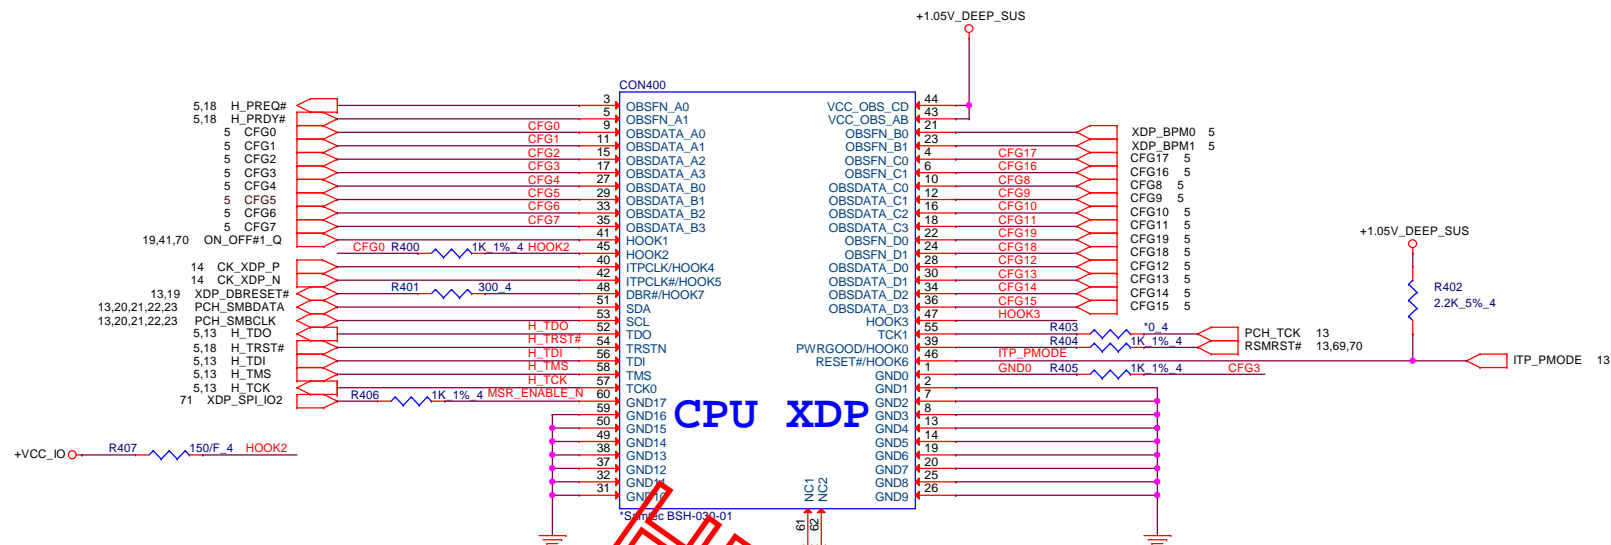 +1.05V_DEEP_SUS
CON400
5,18 H_PREQ# 3 OBSFN_A0 VCC_OBS_CD 44
5,18 H_PRDY# 5 OBSFN_A1 VCC_OBS_AB 43
5 CFG0 CFG0 9 OBSDATA_A0 OBSFN_B0 21 XDP_BPM0 5
5 CFG1 CFG1 11 OBSDATA_A1 OBSFN_B1 23 XDP_BPM1 5
5 CFG2 CFG2 15 OBSDATA_A2 OBSFN_C0 4 CFG17 CFG17 5
5 CFG3 CFG3 17 OBSDATA_A3 OBSFN_C1 6 CFG16 CFG16 5
5 CFG4 CFG4 27 OBSDATA_B0 OBSDATA_C0 10 CFG8 CFG8 5
5 CFG5 CFG5 29 OBSDATA_B1 OBSDATA_C1 12 CFG9 CFG9 5
5 CFG6 CFG6 33 OBSDATA_B2 OBSDATA_C2 16 CFG10 CFG10 5
5 CFG7 CFG7 35 OBSDATA_B3 OBSDATA_C3 18 CFG11 CFG11 5
19,41,70 ON_OFF#1_Q 41 HOOK1 OBSFN_D0 22 CFG19 CFG19 5
CFG0 R400 1K_1%_4 HOOK2 45 HOOK2 OBSFN_D1 24 CFG18 CFG18 5
14 CK_XDP_P 40 ITPCLK/HOOK4 OBSDATA_D0 28 CFG12 CFG12 5
14 CK_XDP_N 42 ITPCLK#/HOOK5 OBSDATA_D1 30 CFG13 CFG13 5
13,19 XDP_DBRESET# R401 300_4 48 DBR#/HOOK7 OBSDATA_D2 34 CFG14 CFG14 5
13,20,21,22,23 PCH_SMBDATA 51 SDA OBSDATA_D3 36 CFG15 CFG15 5
13,20,21,22,23 PCH_SMBCLK 53 SCL HOOK3 47 HOOK3
5,13 H_TDO H_TDO 52 TDO TCK1 55 R403 *0_4 PCH_TCK 13
5,18 H_TRST# H_TRST# 54 TRSTN PWRGOOD/HOOK0 39 R404 1K_1%_4 RSMRST# 13,69,70
5,13 H_TDI H_TDI 56 TDI RESET#/HOOK6 46 ITP_PMODE ITP_PMODE 13
5,13 H_TMS H_TMS 58 TMS GND0 1 GND0 R405 1K_1%_4 CFG3
5,13 H_TCK H_TCK 57 TCK0 GND1 2
71 XDP_SPI_IO2 R406 1K_1%_4 MSR_ENABLE_N 60 GND17 GND2 7
59 GND16 GND3 8
50 GND15 GND4 13
49 GND14 GND5 14
38 GND13 GND6 19
37 GND12 GND7 20
32 GND11 GND8 25
31 GND10 GND9 26
+1.05V_DEEP_SUS
R402
2.2K_5%_4
CPU XDP
+VCC_IO R407 150/F_4 HOOK2
NC1
NC2
*Samtec BSH-030-01
61
62